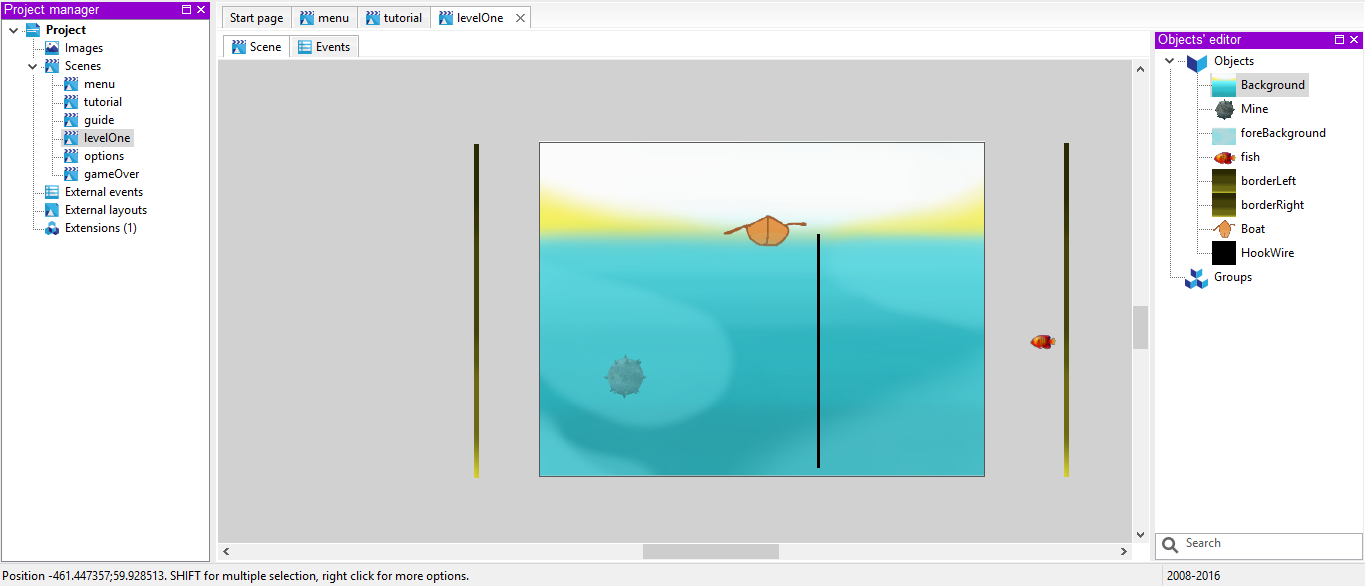 Project manager
Project
Images
Scenes
menu
tutorial
guide
levelOne
options
gameOver
External events
External layouts
Extensions (1)
Start page menu tutorial levelOne
Scene Events
Objects' editor
Objects
Background
Mine
foreBackground
fish
borderLeft
borderRight
Boat
HookWire
Groups
Search
Position -461.447357;59.928513. SHIFT for multiple selection, right click for more options.
2008-2016